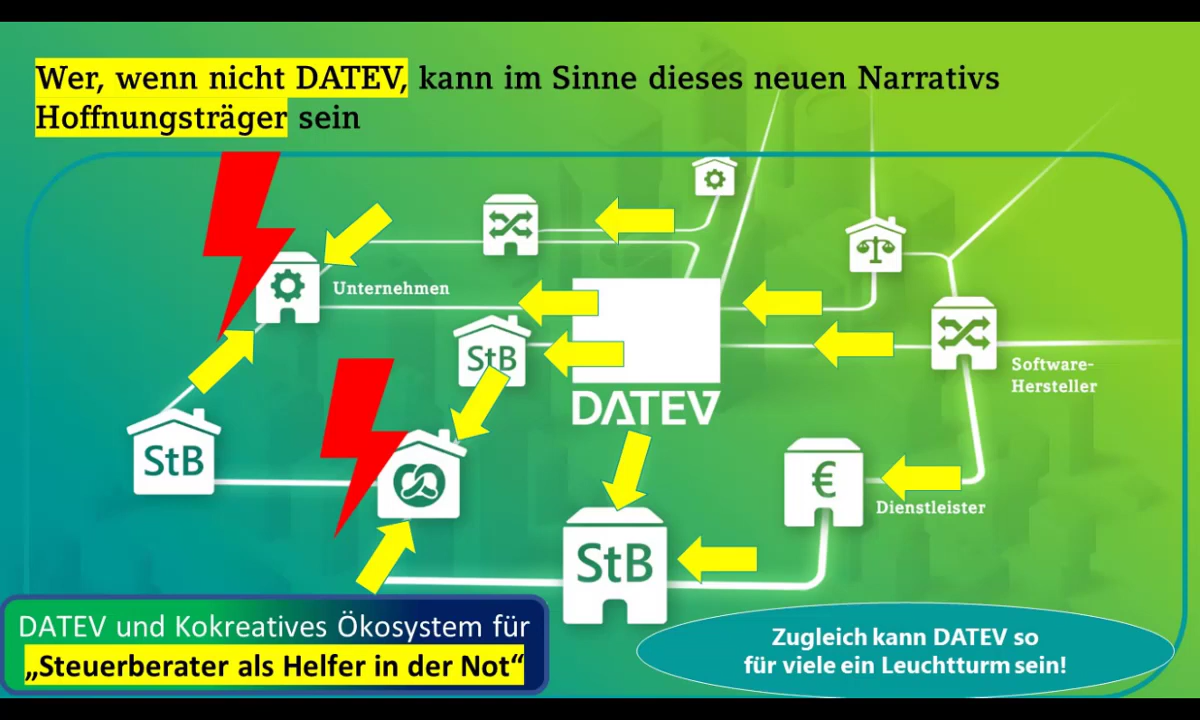 Wer, wenn nicht DATEV, kann im Sinne dieses neuen Narrativs
Hoffnungsträger sein
Unternehmen
StB
Software-
Hersteller
DATEV
StB
€
Dienstleister
StB
DATEV und Kokreatives Ökosystem für
„Steuerberater als Helfer in der Not“
Zugleich kann DATEV so
für viele ein Leuchtturm sein!